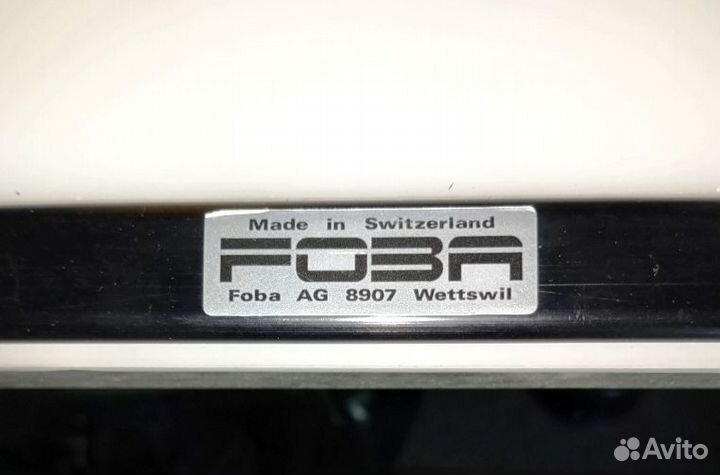 Made in Switzerland
FOBA
Foba AG 8907 Wettswil
Avito